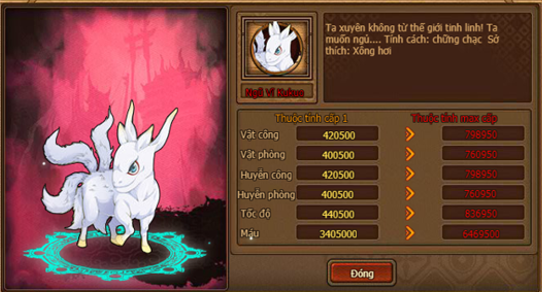 Ta xuyên không từ thế giới tinh linh! Ta
muốn ngủ.... Tính cách: chững chạc Sở
thích: Xông hơi
Ngũ Vĩ Kokuo
Thuộc tính cấp 1 Thuộc tính max cấp
Vật công 420500 798950
Vật phòng 400500 760950
Huyễn công 420500 798950
Huyễn phòng 400500 760950
Tốc độ 440500 836950
Máu 3405000 6469500
Đóng